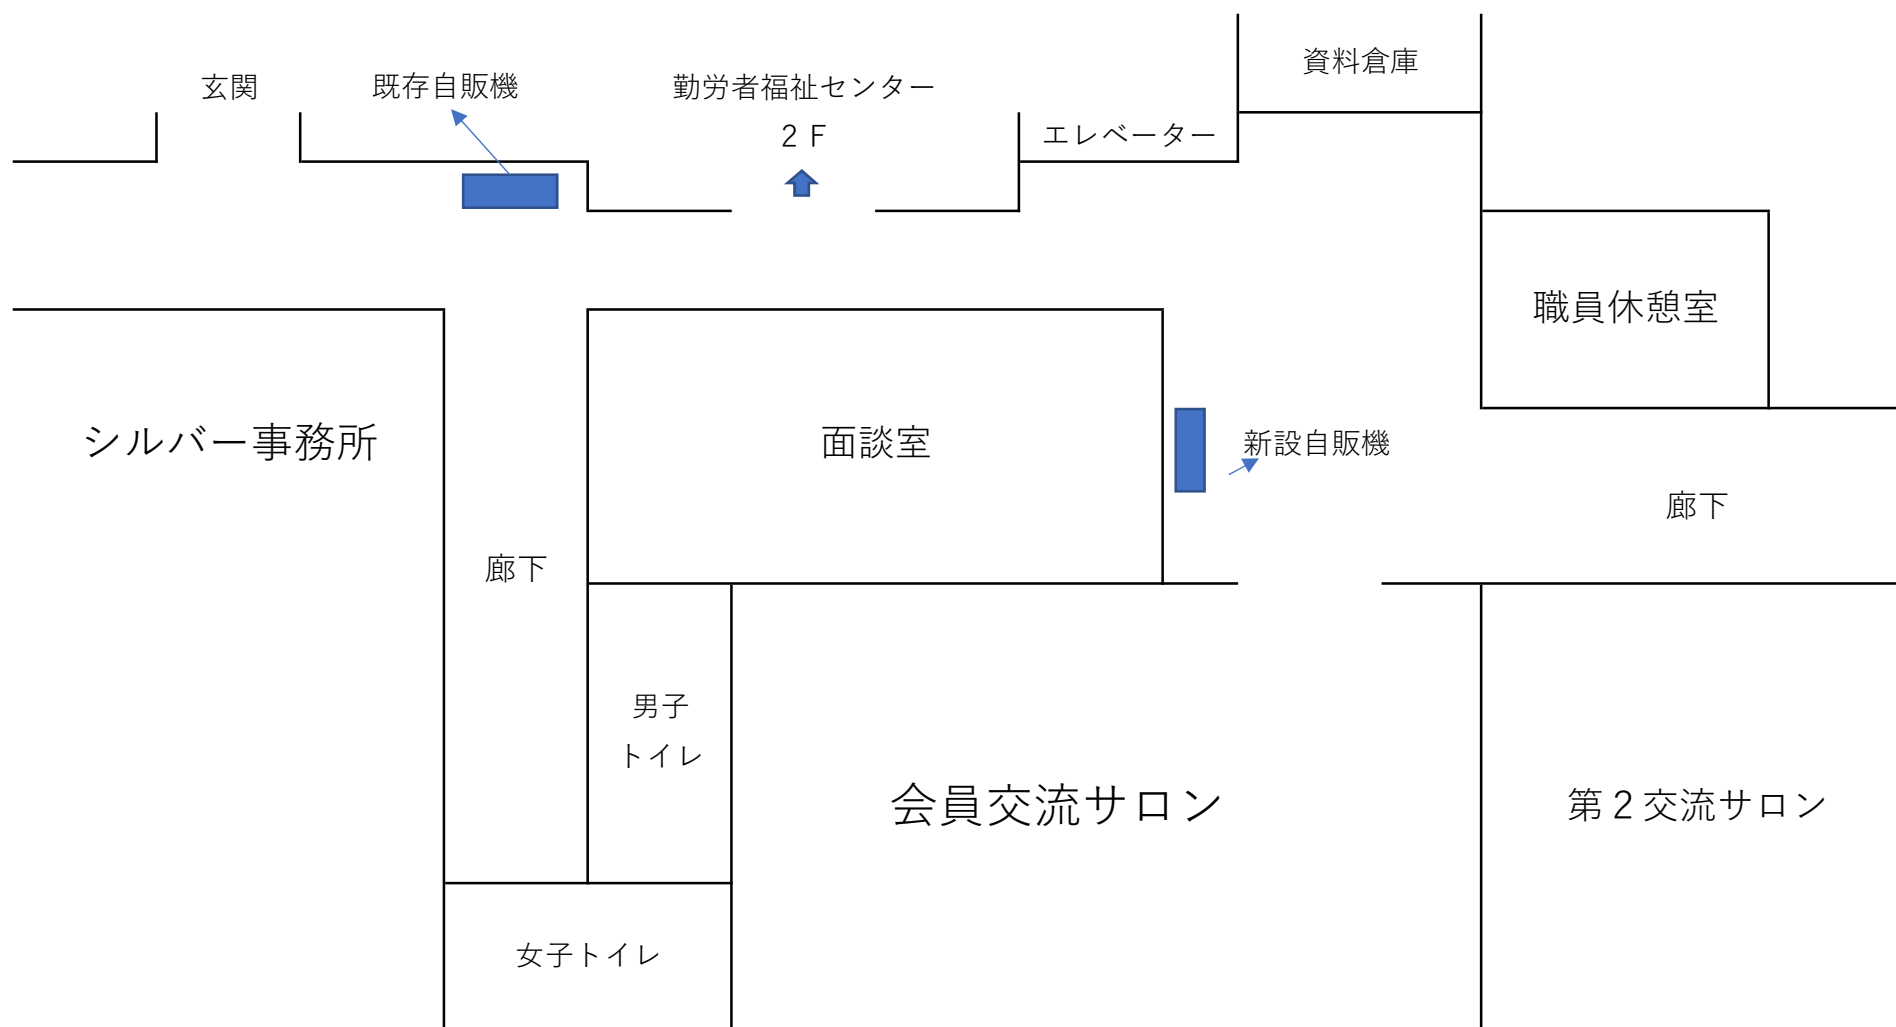 資料倉庫
玄関
既存自販機
勤労者福祉センター
２Ｆ
エレベーター
職員休憩室
シルバー事務所
面談室
新設自販機
廊下
廊下
男子
トイレ
会員交流サロン
第２交流サロン
女子トイレ